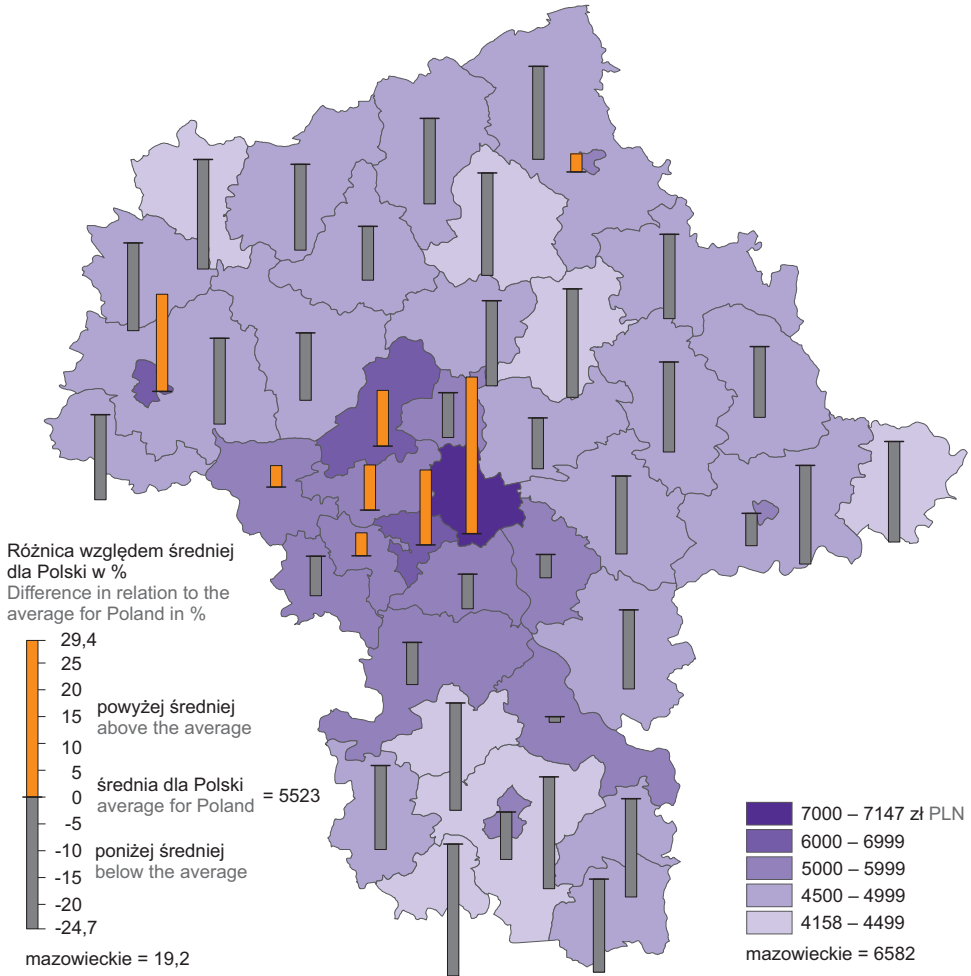 Różnica względem średniej
dla Polski w %
Difference in relation to the
average for Poland in %
29,4
25
20
15
10
5
0
-5
-10
-15
-20
-24,7
powyżej średniej
above the average
średnia dla Polski
average for Poland = 5523
poniżej średniej
below the average
mazowieckie = 19,2
7000 – 7147 zł PLN
6000 – 6999
5000 – 5999
4500 – 4999
4158 – 4499
mazowieckie = 6582